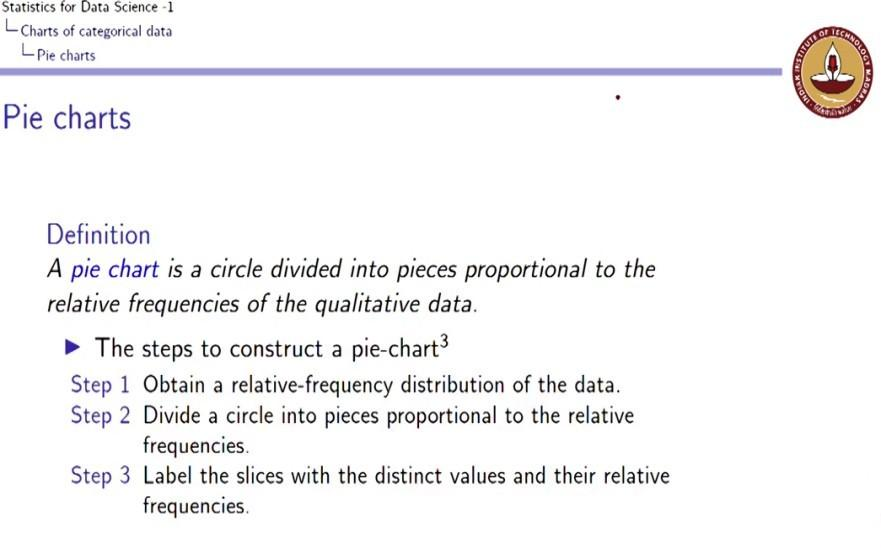 Statistics for Data Science -1
Charts of categorical data
Pie charts
INDIAN INSTITUTE OF TECHNOLOGY MADRAS
Pie charts
Definition
A pie chart is a circle divided into pieces proportional to the
relative frequencies of the qualitative data.
▶ The steps to construct a pie-chart³
Step 1 Obtain a relative-frequency distribution of the data.
Step 2 Divide a circle into pieces proportional to the relative
frequencies.
Step 3 Label the slices with the distinct values and their relative
frequencies.